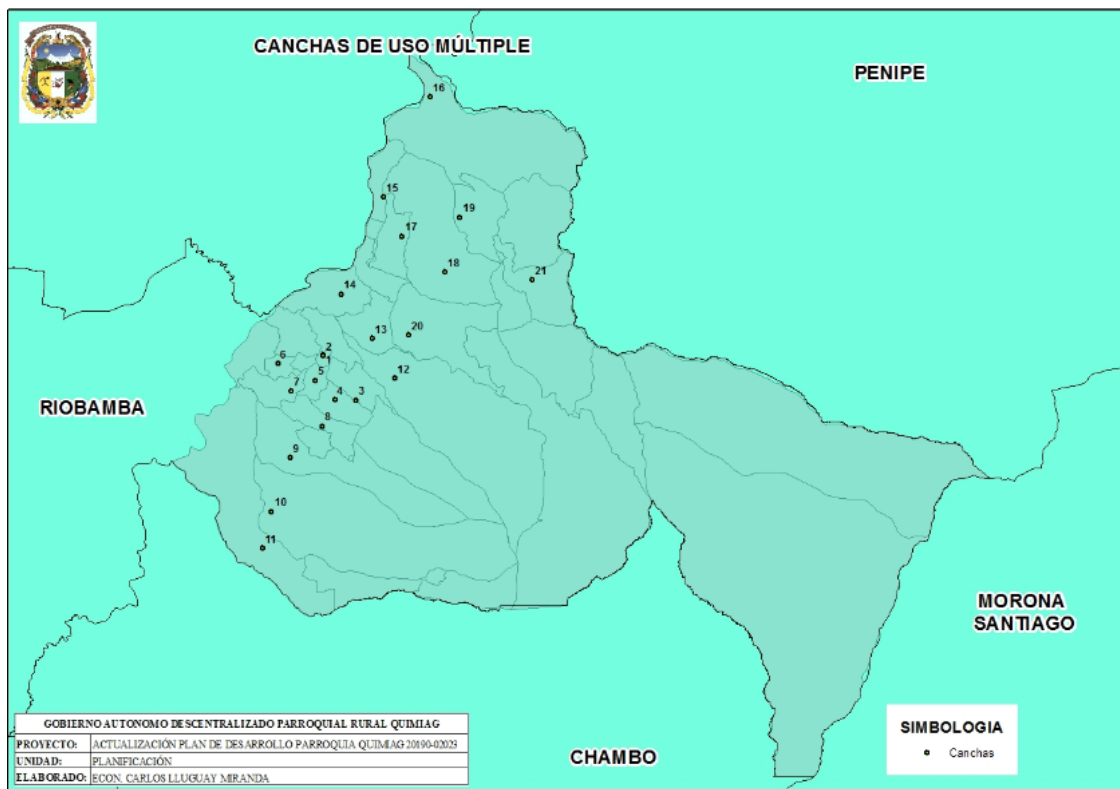 CANCHAS DE USO MÚLTIPLE
PENIPE
16
15
19
17
18
21
14
20
13
2
1
6
12
5
7
4
3
RIOBAMBA
8
9
10
11
MORONA
SANTIAGO
GOBIERNO AUTONOMO DESCENTRALIZADO PARROQUIAL RURAL QUIMIAG
PROYECTO: ACTUALIZACIÓN PLAN DE DESARROLLO PARROQUIA QUIMIAG 20190-02023
UNIDAD: PLANIFICACIÓN
ELABORADO: ECON. CARLOS LLUGUAY MIRANDA
CHAMBO
SIMBOLOGIA
Canchas